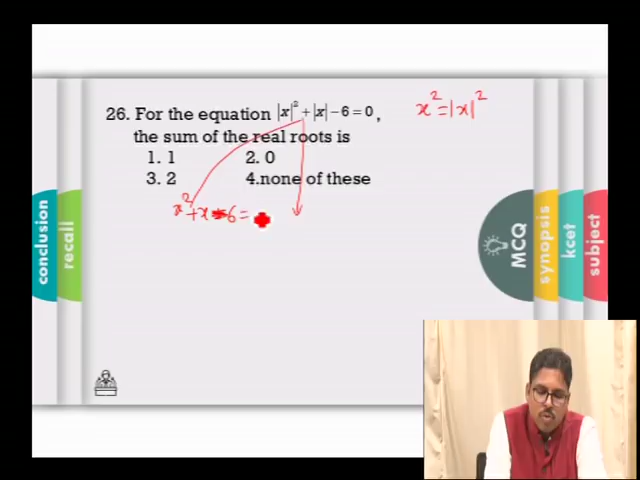 26. For the equation |x|² + |x| − 6 = 0 ,
x² = |x|²
the sum of the real roots is
1. 1
2. 0
3. 2
4.none of these
x² + x - 6 =
conclusion
recall
MCQ
synopsis
kcet
subject